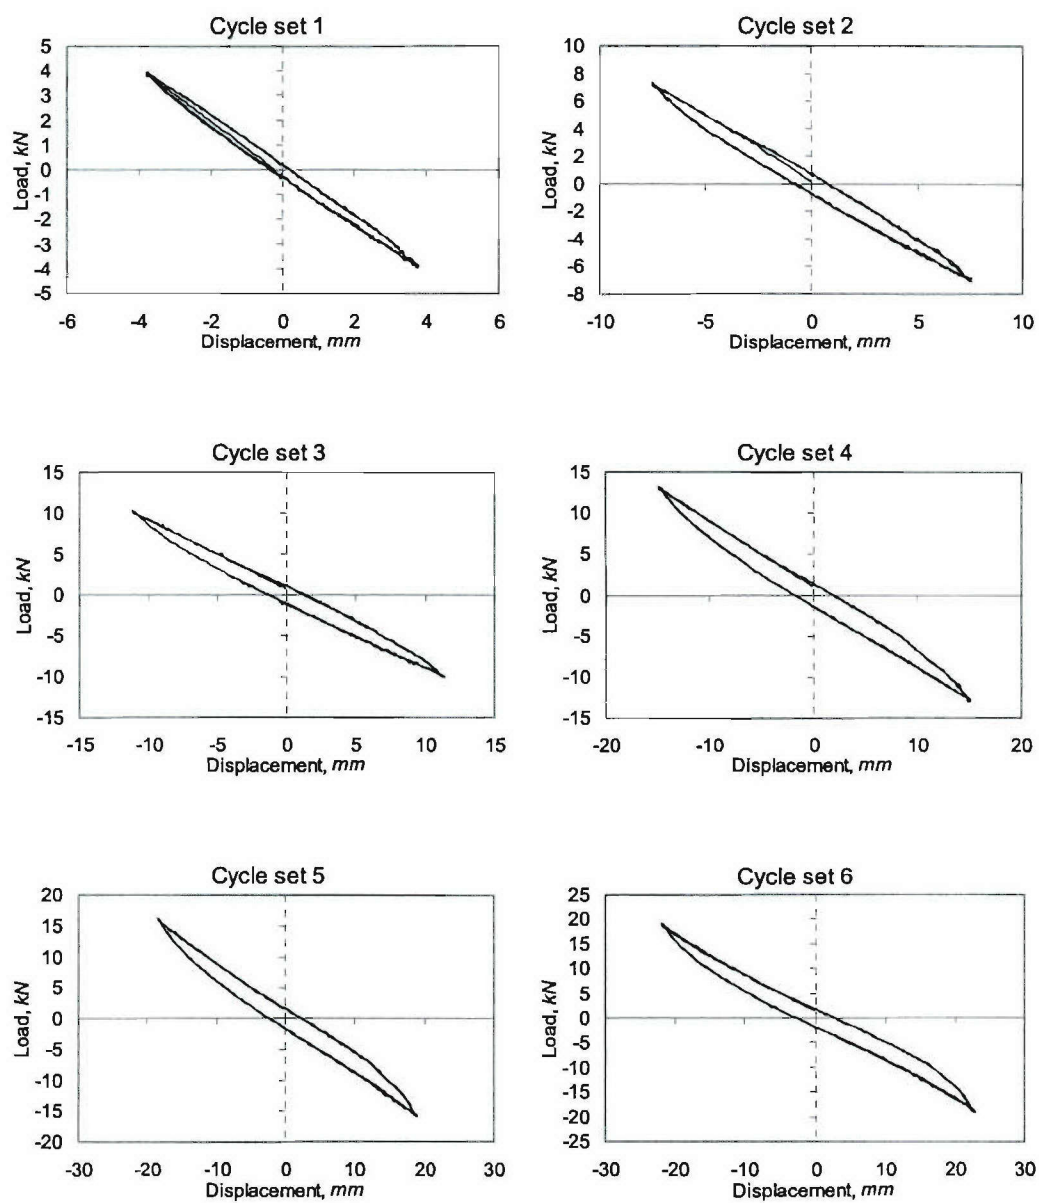 Cycle set 1
5
4
3
2
1
0
-1
-2
-3
-4
-5
Load, kN
-6 -4 -2 0 2 4 6
Displacement, mm
Cycle set 2
10
8
6
4
2
0
-2
-4
-6
-8
Load, kN
-10 -5 0 5 10
Displacement, mm
Cycle set 3
15
10
5
0
-5
-10
-15
Load, kN
-15 -10 -5 0 5 10 15
Displacement, mm
Cycle set 4
15
10
5
0
-5
-10
-15
Load, kN
-20 -10 0 10 20
Displacement, mm
Cycle set 5
20
15
10
5
0
-5
-10
-15
-20
Load, kN
-30 -20 -10 0 10 20 30
Displacement, mm
Cycle set 6
25
20
15
10
5
0
-5
-10
-15
-20
-25
Load, kN
-30 -20 -10 0 10 20 30
Displacement, mm